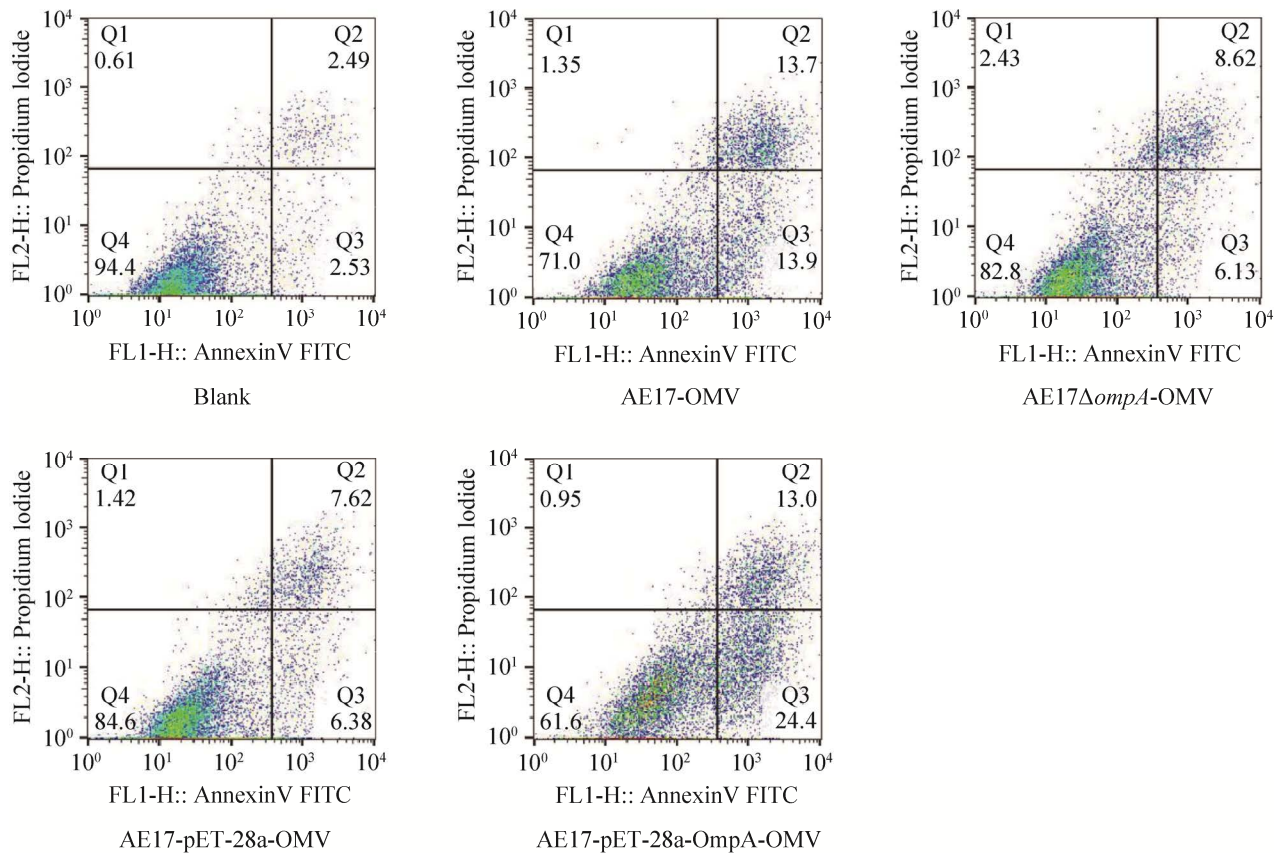 10⁴
10³
10²
10¹
10⁰
FL2-H:: Propidium Iodide
Q1
0.61
Q2
2.49
Q4
94.4
Q3
2.53
10⁰ 10¹ 10² 10³ 10⁴
FL1-H:: AnnexinV FITC
Blank
10⁴
10³
10²
10¹
10⁰
FL2-H:: Propidium Iodide
Q1
1.35
Q2
13.7
Q4
71.0
Q3
13.9
10⁰ 10¹ 10² 10³ 10⁴
FL1-H:: AnnexinV FITC
AE17-OMV
10⁴
10³
10²
10¹
10⁰
FL2-H:: Propidium Iodide
Q1
2.43
Q2
8.62
Q4
82.8
Q3
6.13
10⁰ 10¹ 10² 10³ 10⁴
FL1-H:: AnnexinV FITC
AE17ΔompA-OMV
10⁴
10³
10²
10¹
10⁰
FL2-H:: Propidium Iodide
Q1
1.42
Q2
7.62
Q4
84.6
Q3
6.38
10⁰ 10¹ 10² 10³ 10⁴
FL1-H:: AnnexinV FITC
AE17-pET-28a-OMV
10⁴
10³
10²
10¹
10⁰
FL2-H:: Propidium Iodide
Q1
0.95
Q2
13.0
Q4
61.6
Q3
24.4
10⁰ 10¹ 10² 10³ 10⁴
FL1-H:: AnnexinV FITC
AE17-pET-28a-OmpA-OMV